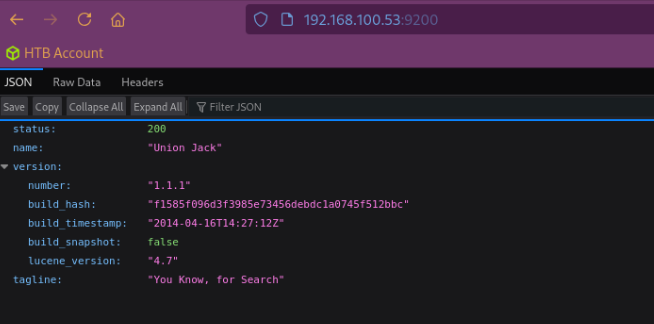 192.168.100.53:9200
HTB Account
JSON Raw Data Headers
Save Copy Collapse All Expand All Filter JSON
status: 200
name: "Union Jack"
version:
number: "1.1.1"
build_hash: "f1585f096d3f3985e73456debdc1a0745f512bbc"
build_timestamp: "2014-04-16T14:27:12Z"
build_snapshot: false
lucene_version: "4.7"
tagline: "You Know, for Search"